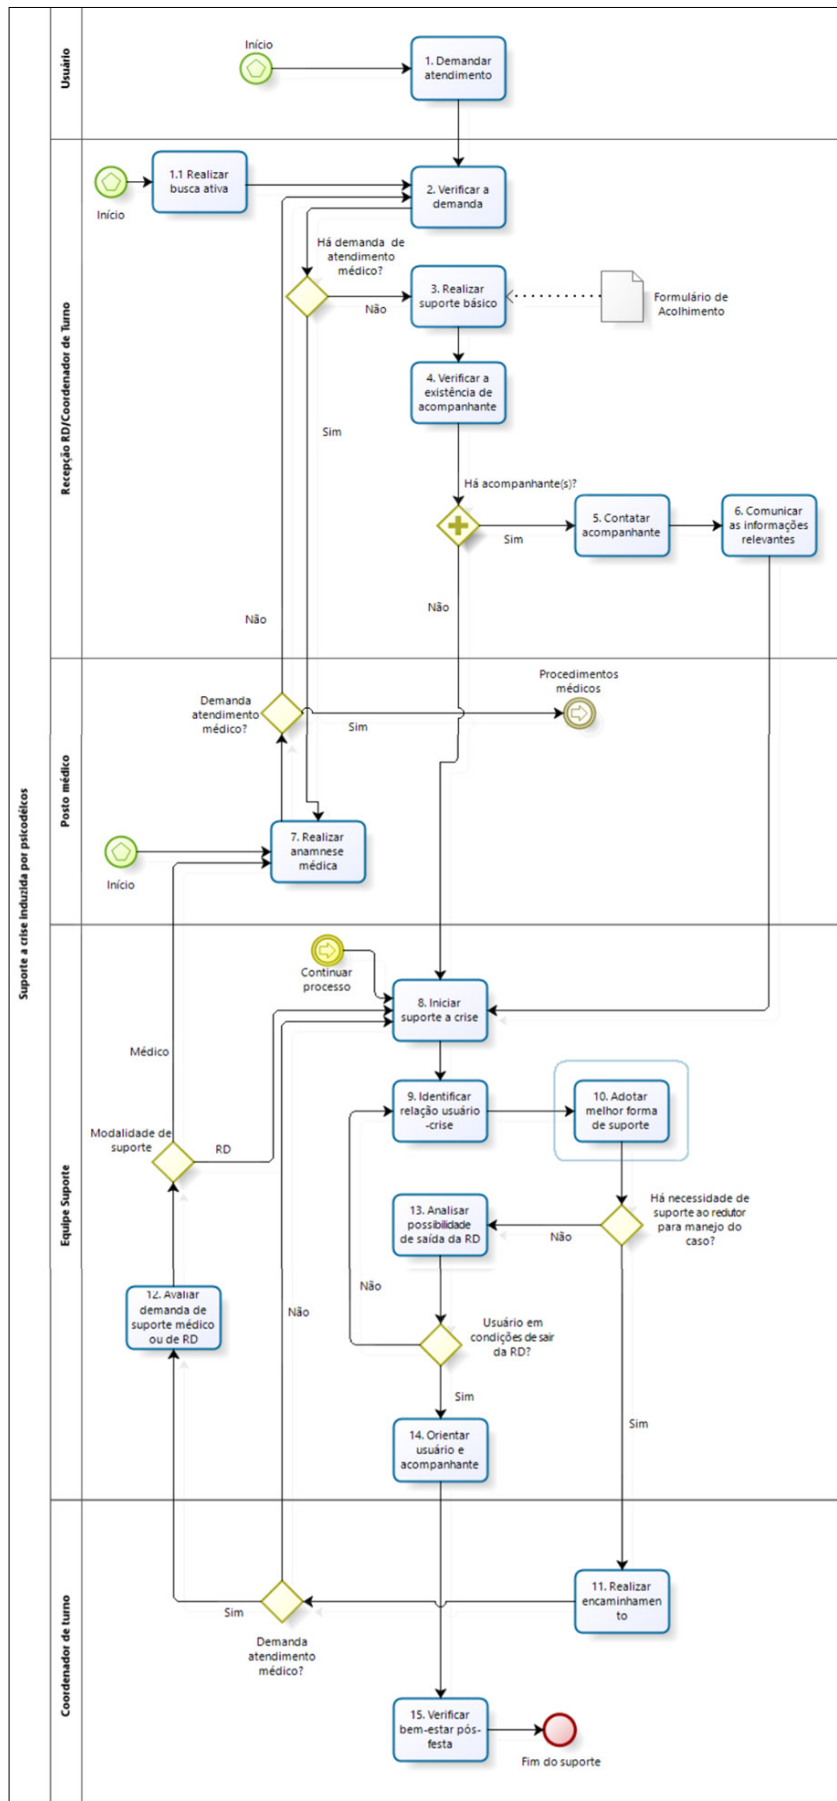 Suporte a crise induzida por psicodélicos
Usuário
Início
1. Demandar
atendimento
Recepção RD/Coordenador de Turno
1.1 Realizar
busca ativa
Início
2. Verificar a
demanda
Há demanda de
atendimento
médico?
Não
3. Realizar
suporte básico
Formulário de
Acolhimento
4. Verificar a
existência de
acompanhante
Sim
Há acompanhante(s)?
Sim
5. Contatar
acompanhante
6. Comunicar
as informações
relevantes
Não
Não
Posto médico
Demanda
atendimento
médico?
Sim
Procedimentos
médicos
7. Realizar
anamnese
médica
Início
Equipe Suporte
Continuar
processo
8. Iniciar
suporte a crise
Médico
Modalidade de
suporte
RD
9. Identificar
relação usuário
-crise
10. Adotar
melhor forma
de suporte
Há necessidade de
suporte ao redutor
para manejo do
caso?
Não
13. Analisar
possibilidade
de saída da RD
Não
Não
12. Avaliar
demanda de
suporte médico
ou de RD
Usuário em
condições de sair
da RD?
Sim
Sim
14. Orientar
usuário e
acompanhante
Coordenador de turno
11. Realizar
encaminhamen
to
Sim
Demanda
atendimento
médico?
15. Verificar
bem-estar pós-
festa
Fim do suporte